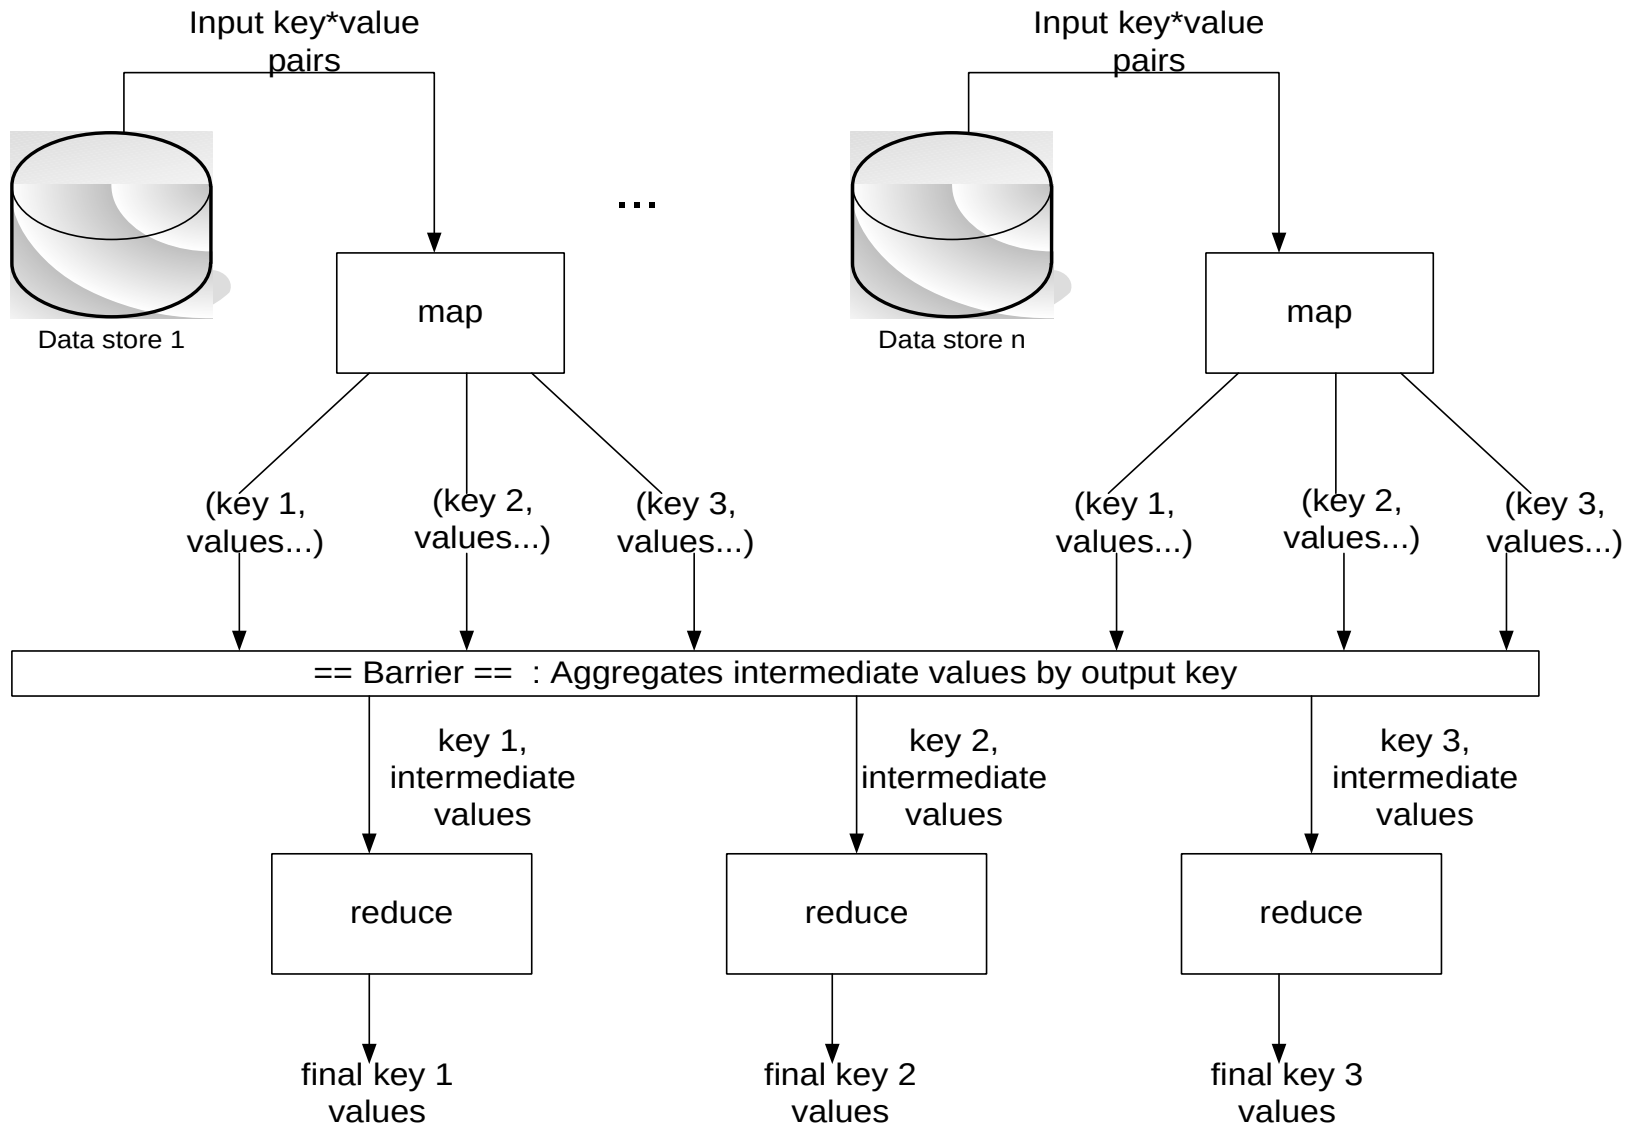 Input key*value
pairs
Input key*value
pairs
...
Data store 1
map
Data store n
map
(key 1,
values...)
(key 2,
values...)
(key 3,
values...)
(key 1,
values...)
(key 2,
values...)
(key 3,
values...)
== Barrier ==  : Aggregates intermediate values by output key
key 1,
intermediate
values
key 2,
intermediate
values
key 3,
intermediate
values
reduce
reduce
reduce
final key 1
values
final key 2
values
final key 3
values